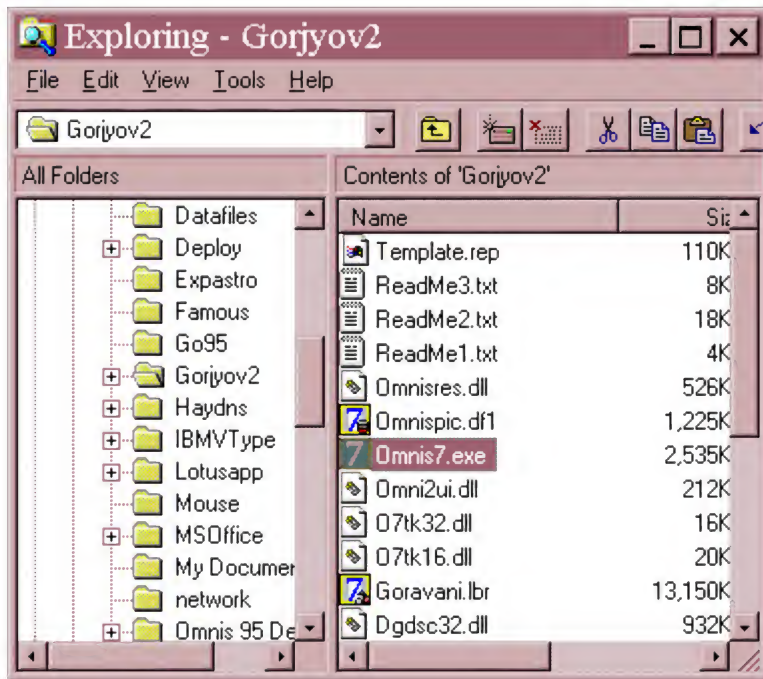 Exploring - Gorjyov2
File Edit View Tools Help
Gorjyov2
All Folders
Contents of 'Gorjyov2'
Datafiles
Deploy
Expastro
Famous
Go95
Gorjyov2
Haydns
IBMVType
Lotusapp
Mouse
MSOffice
My Documer
network
Omnis 95 De
Name Siz
Template.rep 110K
ReadMe3.txt 8K
ReadMe2.txt 18K
ReadMe1.txt 4K
Omnisres.dll 526K
Omnispic.df1 1,225K
Omnis7.exe 2,535K
Omni2ui.dll 212K
O7tk32.dll 16K
O7tk16.dll 20K
Goravani.lbr 13,150K
Dgdsc32.dll 932K